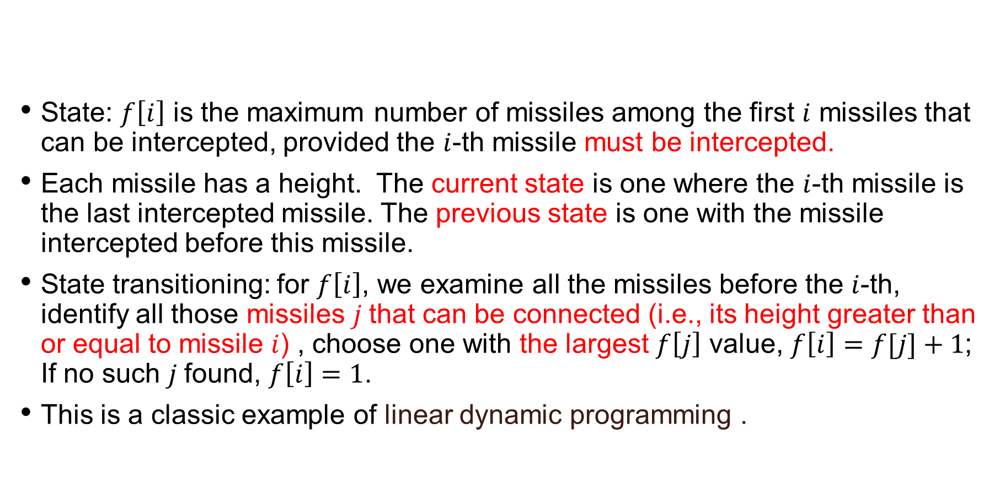 • State: f[i] is the maximum number of missiles among the first i missiles that
can be intercepted, provided the i-th missile must be intercepted.
• Each missile has a height.  The current state is one where the i-th missile is
the last intercepted missile. The previous state is one with the missile
intercepted before this missile.
• State transitioning: for f[i], we examine all the missiles before the i-th,
identify all those missiles j that can be connected (i.e., its height greater than
or equal to missile i) , choose one with the largest f[j] value, f[i] = f[j] + 1;
If no such j found, f[i] = 1.
• This is a classic example of linear dynamic programming .